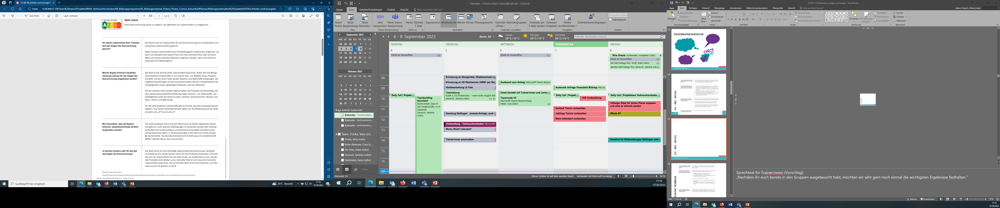 23-09-08_Arbeits und Lösungsbl
Datei
V:/KOM/ST-VB/Team%20intern/Projekte/BMJV_Verbrauchercheker/08_Bildungsprogramm/02_Bildungsmaterial_Videos_Poster_Comics_Action%20Planner/Bildungsmaterialien%20Update%20TAU/Arbeits-undLösungsbl...
Zeichnen
Laut vorlesen
2 von 8
NUTRI-SCORE
Nutri Score
Diese Kennzeichnung macht es möglich, den Nährwert von Lebensmitteln zu vergleichen.
Für welche Lebensmittel bzw. Produkte
wird das Siegel/die Kennzeichnung
genutzt?
Der Nutri-Score ist insbesondere für die Kennzeichnung von verarbeiteten und
verpackten Lebensmitteln gedacht.
Dabei werden Lebensmittel einer Produktkategorie miteinander verglichen. So
kann zum Beispiel eine Salami-Pizza mit einer Gemüse-Pizza oder ein Nuss-
Müsli mit Schoko-Frühstücksflocken verglichen werden, aber nicht Zitronen-
limonade mit Erdbeerjoghurt.
Welche Regeln/Kriterien/Qualitäts-
merkmale müssen für das Siegel/die
Kennzeichnung eingehalten werden?
Der Nutri-Score wird für jedes Lebensmittel berechnet. Dabei wird die Menge
verschiedener Inhaltsstoffe in 100 Gramm bzw. 100 Milliliter eines Produkts
ermittelt. Auf der einen Seite werden Kalorien und Nährstoffe einbezogen, die
negative Auswirkungen auf die Gesundheit haben können, beispielsweise der
Energiegehalt, Zucker, gesättigte Fettsäuren und Salz (Natrium).
Auf der anderen Seite werden Eigenschaften des Produkts berücksichtigt, die
eine positive gesundheitliche Wirkung haben können, z. B. Ballaststoff- und
Eiweißgehalt sowie der Anteil an Obst, Gemüse, Hülsenfrüchten, Nüssen und
Raps-, Oliven- und Walnussöl.
Für die verschiedenen Inhaltsstoffe gibt es Punkte, die eine Gesamtpunktzahl
ergeben. Aus dieser Gesamtpunktzahl ergibt sich die Bewertung auf der Skala
von grün und „A“ bis rot und „E“.
Wer kontrolliert, dass die Regeln/
Kriterien/ Qualitätsmerkmale wirklich
eingehalten werden?
Die Santé publique France hat den Nutri-Score als Marke registrieren lassen
und gibt vor, unter welchen Bedingungen er verwendet werden darf. Bislang
kontrolliert die Santé publique, ob französische Hersteller den Nutri-Score
richtig berechnet haben. In Deutschland gibt es bis jetzt noch keine derarti-
ge Kontrollstelle. Das Bundesministerium für Ernährung und Landwirtschaft
(BMEL) arbeitet daran, eine einzurichten.
In welchen Ländern oder für wen gilt
das Siegel/die Kennzeichnung?
Der Nutri-Score ist eine freiwillige Lebensmittel-Kennzeichnung. Hersteller
innerhalb der EU-Länder können diese für ihre Produkte verwenden. Entschei-
det sich ein Unternehmen für den Nutri-Score, so verpflichtet es sich, das für
alle Produkte einer Marke zu tun. Hersteller können sich also nicht einzelne
Lebensmittel aussuchen, die sie mit dem Nutri-Score kennzeichnen, zum Bei-
spiel nur die mit grünem A und B.
Bildquelle: https://www.bmel.de
Suchbegriff hier eingeben
28°C Bewölkt
17:16
07.09.2023
Kalender - Doerte.Adam-Gutsch@vzbv.de - Outlook
Datei Start Senden/Empfangen Ordner Ansicht Was möchten Sie tun?
Neuer Termin
Neue Besprechung
Neue Elemente
Jetzt besprechen
Neue Teams-Besprechung
Heute
Nächste 7 Tage
Tagesansicht Arbeitswoche Woche Monat Planungsansicht
Kalender öffnen
Kalendergruppen
Kalender per E-Mail senden
Kalender freigeben
Online veröffentlichen
Kalenderberechtigungen
Personen suchen
Adressbuch
Neu Teams-Besprechung Gehe zu Anordnen Kalender verwalten Freigeben Suchen
September 2023
MO DI MI DO FR SA SO
28 29 30 31 1 2 3
4 5 6 7 8 9 10
11 12 13 14 15 16 17
18 19 20 21 22 23 24
25 26 27 28 29 30
Oktober 2023
MO DI MI DO FR SA SO
1
2 3 4 5 6 7 8
9 10 11 12 13 14 15
16 17 18 19 20 21 22
23 24 25 26 27 28 29
30 31 1 2 3 4 5
Meine Kalender
Kalender - Doerte.Adam...
Kalender - Verbraucherb...
Kalender - Verbraucherc...
Team: Fricke, Vera (vz...
Fricke, Vera (vzbv)
Bohn-Petersen, Cara (v...
De Vries, Anne (vzbv)
Gerasch, Jannina (vzbv)
Hartmann, Janin (vzbv)
4 - 8. September 2023
Berlin, BE
Heute 29°C/15°C
Morgen 29°C/15°C
Samstag 30°C/14°C
Kalender durchsuchen (Strg+E)
MONTAG DIENSTAG MITTWOCH DONNERSTAG FREITAG
4 5 6 7 8
Dörte im Homeoffice
Dörte im Homeoffice
Pina Urlaub; Lindemann, Josephine (vzbv)
Dörte im Homeoffice
AW hat freitags frei.; Wolf, Anke (vzbv)
Jannina hat freitags frei; Gerasch, Jannina (vzl
08
09
10
11
12
13
14
15
16
17
Daily Call | Projekt
Teambuilding
Kanufahrt
Bootsverleih Oase in
der Lindenstraße 1A in
Köpenick
Gerasch, Jannina
(vzbv)
Erinnerung an Königslutter (Niedersachen) p
Erinnerung an HS Oberbarmen (NRW) per Ma
Nachbearbeitung LK Fobi
Teamsitzung
Konfi 4. OG Friedrichstr. - wenn nicht möglich MS
Gerasch, Jannina (vzbv)
Hamburg Stellingen - erneute Anfrage, auch
Vorbereitung - Verbraucherchecker; Microsoft
Memo Markt Indersdorf
Trainer:innen anschreiben
Austausch zum Antrag; Microsoft Teams-Bespr
Check Kontakt mit Trainer:innen und Lerno
Teamrunde VC
Microsoft Teams-Besprechung
Meier, Lisa (vzbv)
Austausch Anfrage Finanzielle Bildung; Micros
Daily Call | Projekt
JVD-Vorbereitung
Herford-Termin vorbereiten
Joblinge-Termin vorbereiten
Mark Indersdorf vorbereiten
Daily Call | Projektteam Verbraucherchecke
InDesign-Datei für Action Planer anpassen
und alles an tellwerk senden
DRuck AP
Deadline für Rückmeldungen Stellingen und L
Elemente: 29
Dieser Ordner ist auf dem neusten Stand. Verbunden mit Microsoft Exchange
90 %
17:16
07.09.2023
23-05-11_Präsentation_Siegel und Energie - PowerPoint
Datei Start Einfügen Entwurf Übergänge Animationen Bildschirmpräsentation Überprüfen Ansicht Was möchten Sie tun?
Adam-Gutsch, Dörte (vzbv)
Einfügen
Ausschneiden
Kopieren
Format übertragen
Neue Folie
Layout
Zurücksetzen
Abschnitt
Textrichtung
Text ausrichten
In SmartArt konvertieren
Anordnen
Schnellformat-vorlagen
Fülleffekt
Formkontur
Formeffekte
Suchen
Ersetzen
Markieren
Zwischenablage Folien Schriftart Absatz Zeichnung Bearbeiten
15
ERGEBNISPRÄSENTATION
CHECK
IT!
16
EU – BIO - SIEGEL
17
EU – BIO - SIEGEL
18
INITIATIVE TIERWOHL
Sprechtext für Trainer:innen (Vorschlag):
„Nachdem ihr euch bereits in den Gruppen ausgetauscht habt, möchten wir sehr gern noch einmal die wichtigsten Ergebnisse festhalten.“
Folie 17 von 45
Notizen
Kommentare
10 %
17:16
07.09.2023